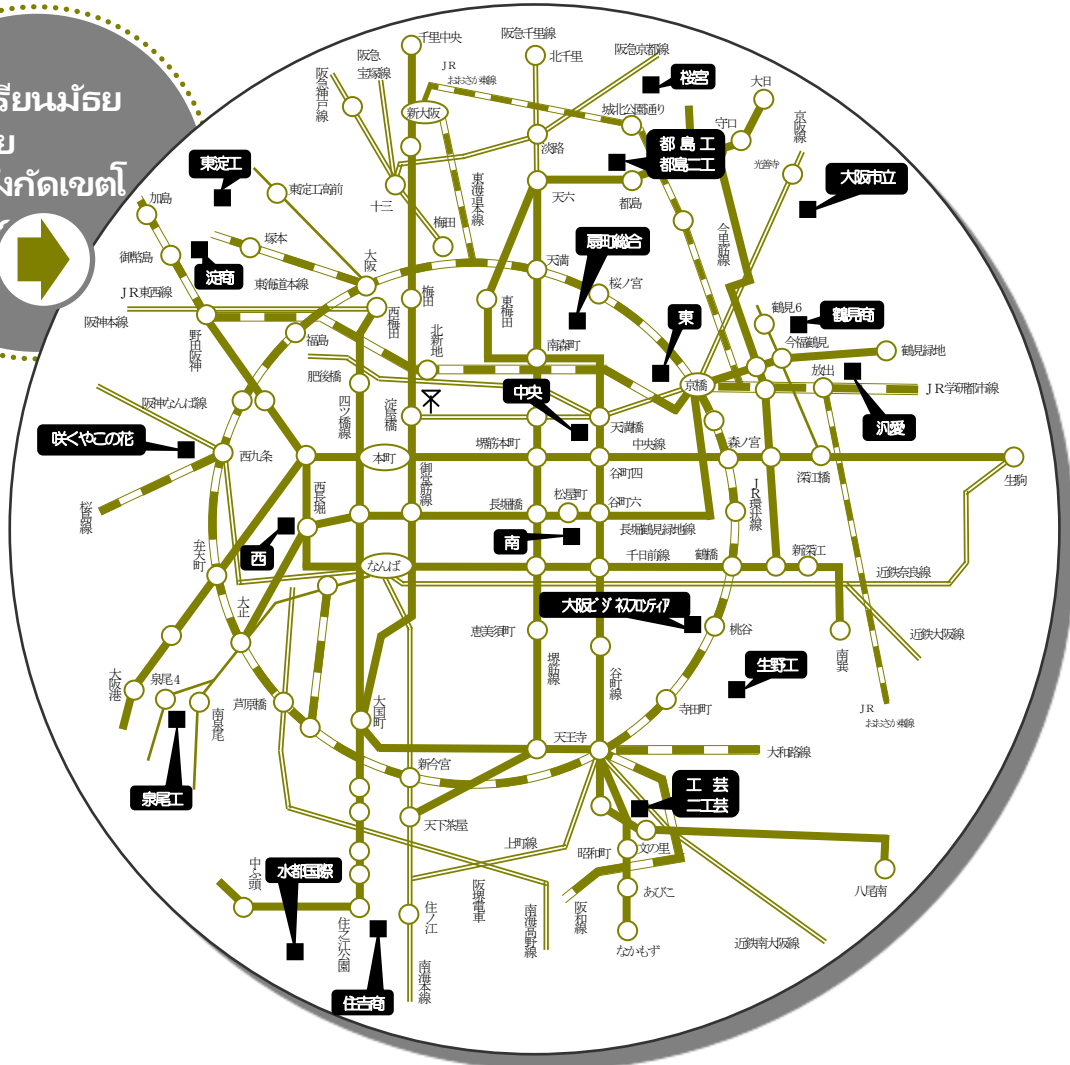 รียนมัธย
ย
ังกัดเขตโ
千里中央
阪急千里線
阪急
宝塚線
北千里
阪急京都線
阪急神戸線
JR
おおさか東線
桜宮
大日
新大阪
城北公園通り
守口
京阪線
都島工
都島二工
淡路
光善寺
東淀工
大阪市立
東淀工高前
東海道本線
天六
都島
加島
十三
梅田
今里筋線
扇町総合
塚本
御幣島
大阪
天満
淀商
東海道本線
桜ノ宮
JR東西線
梅田
東梅田
鶴見6
鶴見商
阪神本線
西梅田
東
野田阪神
福島
北新地
南森町
今福鶴見
鶴見緑地
肥後橋
放出
京橋
JR学研都市線
中央
阪神なんば線
四ツ橋線
淀屋橋
天満橋
汎愛
咲くやこの花
堺筋本町
中央線
森ノ宮
西九条
本町
谷町四
深江橋
生駒
西長堀
御堂筋線
松屋町
長堀橋
谷町六
JR環状線
桜島線
長堀鶴見緑地線
弁天町
西
南
千日前線
鶴橋
新深江
なんば
近鉄奈良線
大正
大阪ビジネスフロンティア
恵美須町
桃谷
近鉄大阪線
南巽
堺筋線
谷町線
生野工
大阪港
泉尾4
芦原橋
大国町
寺田町
南泉尾
JR
おおさか東線
天王寺
大和路線
新今宮
泉尾工
工芸
二工芸
天下茶屋
上町線
昭和町
文の里
中ふ頭
水都国際
八尾南
あびこ
阪堺電車
南海高野線
阪和線
住ノ江
住之江公園
近鉄南大阪線
なかもず
南海本線
住吉商